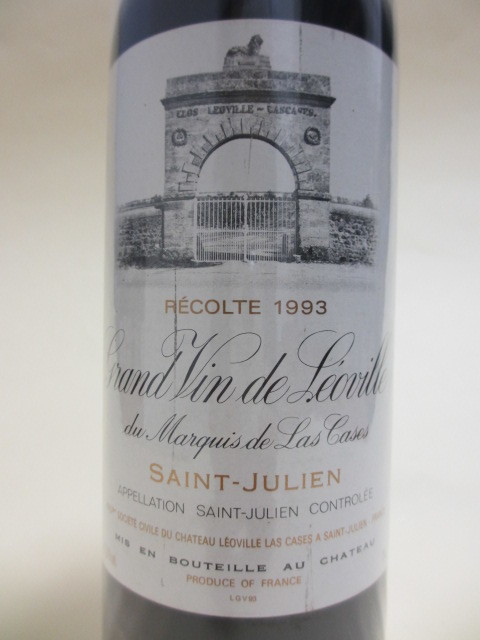 CLOS LEOVILLE - LASCASES.
RÉCOLTE 1993
Grand Vin de Léoville
du Marquis de Las Cases
SAINT-JULIEN
APPELLATION SAINT-JULIEN CONTROLÉE
SOCIÉTÉ CIVILE DU CHATEAU LÉOVILLE LAS CASES A SAINT-JULIEN -
MIS EN BOUTEILLE AU CHATEAU
PRODUCE OF FRANCE